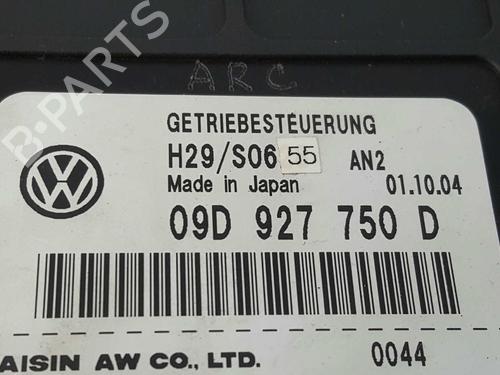 B-PARTS
ARC
GETRIEBESTEUERUNG
H29/S06 55 AN2
Made in Japan 01.10.04
09D 927 750 D
AISIN AW CO., LTD. 0044